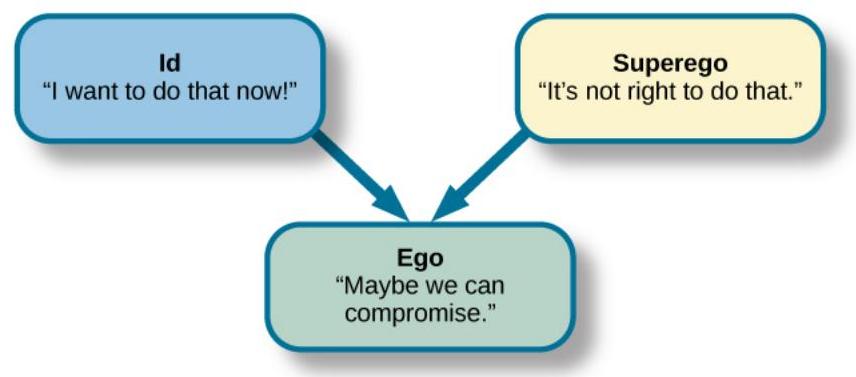 Id
“I want to do that now!”
Superego
“It’s not right to do that.”
Ego
“Maybe we can
compromise.”